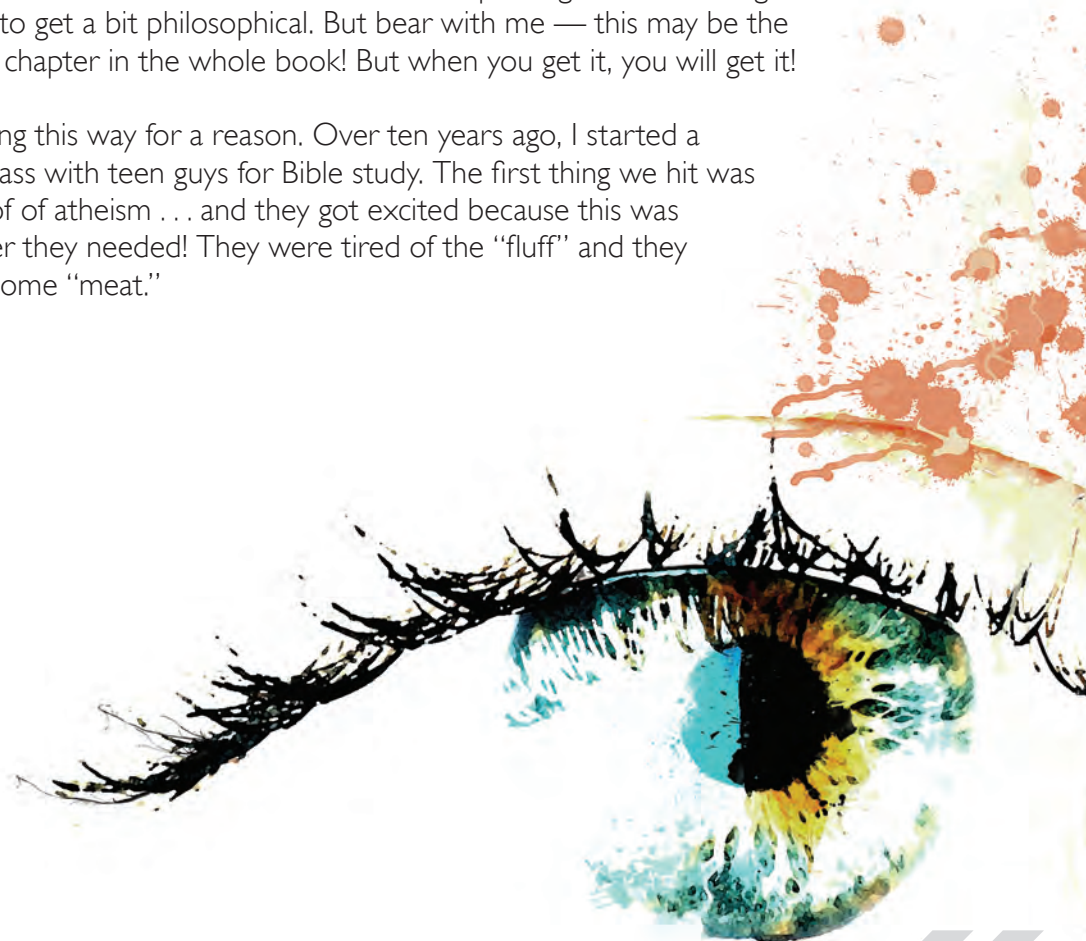 to get a bit philosophical. But bear with me — this may be the
chapter in the whole book! But when you get it, you will get it!
ng this way for a reason. Over ten years ago, I started a
ass with teen guys for Bible study. The first thing we hit was
of of atheism . . . and they got excited because this was
er they needed! They were tired of the “fluff” and they
ome “meat.”